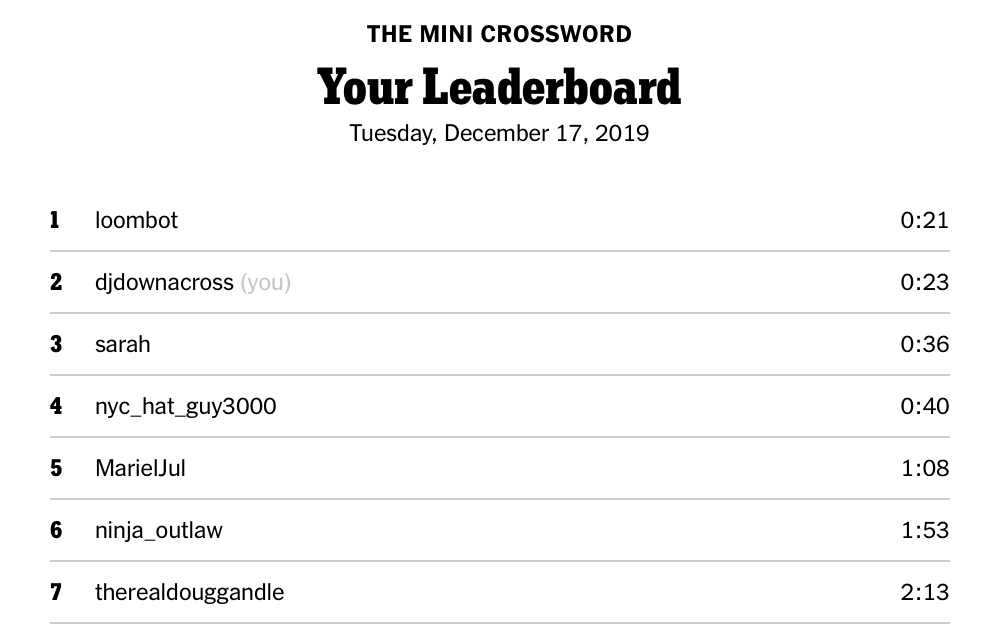 THE MINI CROSSWORD
Your Leaderboard
Tuesday, December 17, 2019
1 loombot 0:21
2 djdownacross (you) 0:23
3 sarah 0:36
4 nyc_hat_guy3000 0:40
5 MarielJul 1:08
6 ninja_outlaw 1:53
7 therealdouggandle 2:13